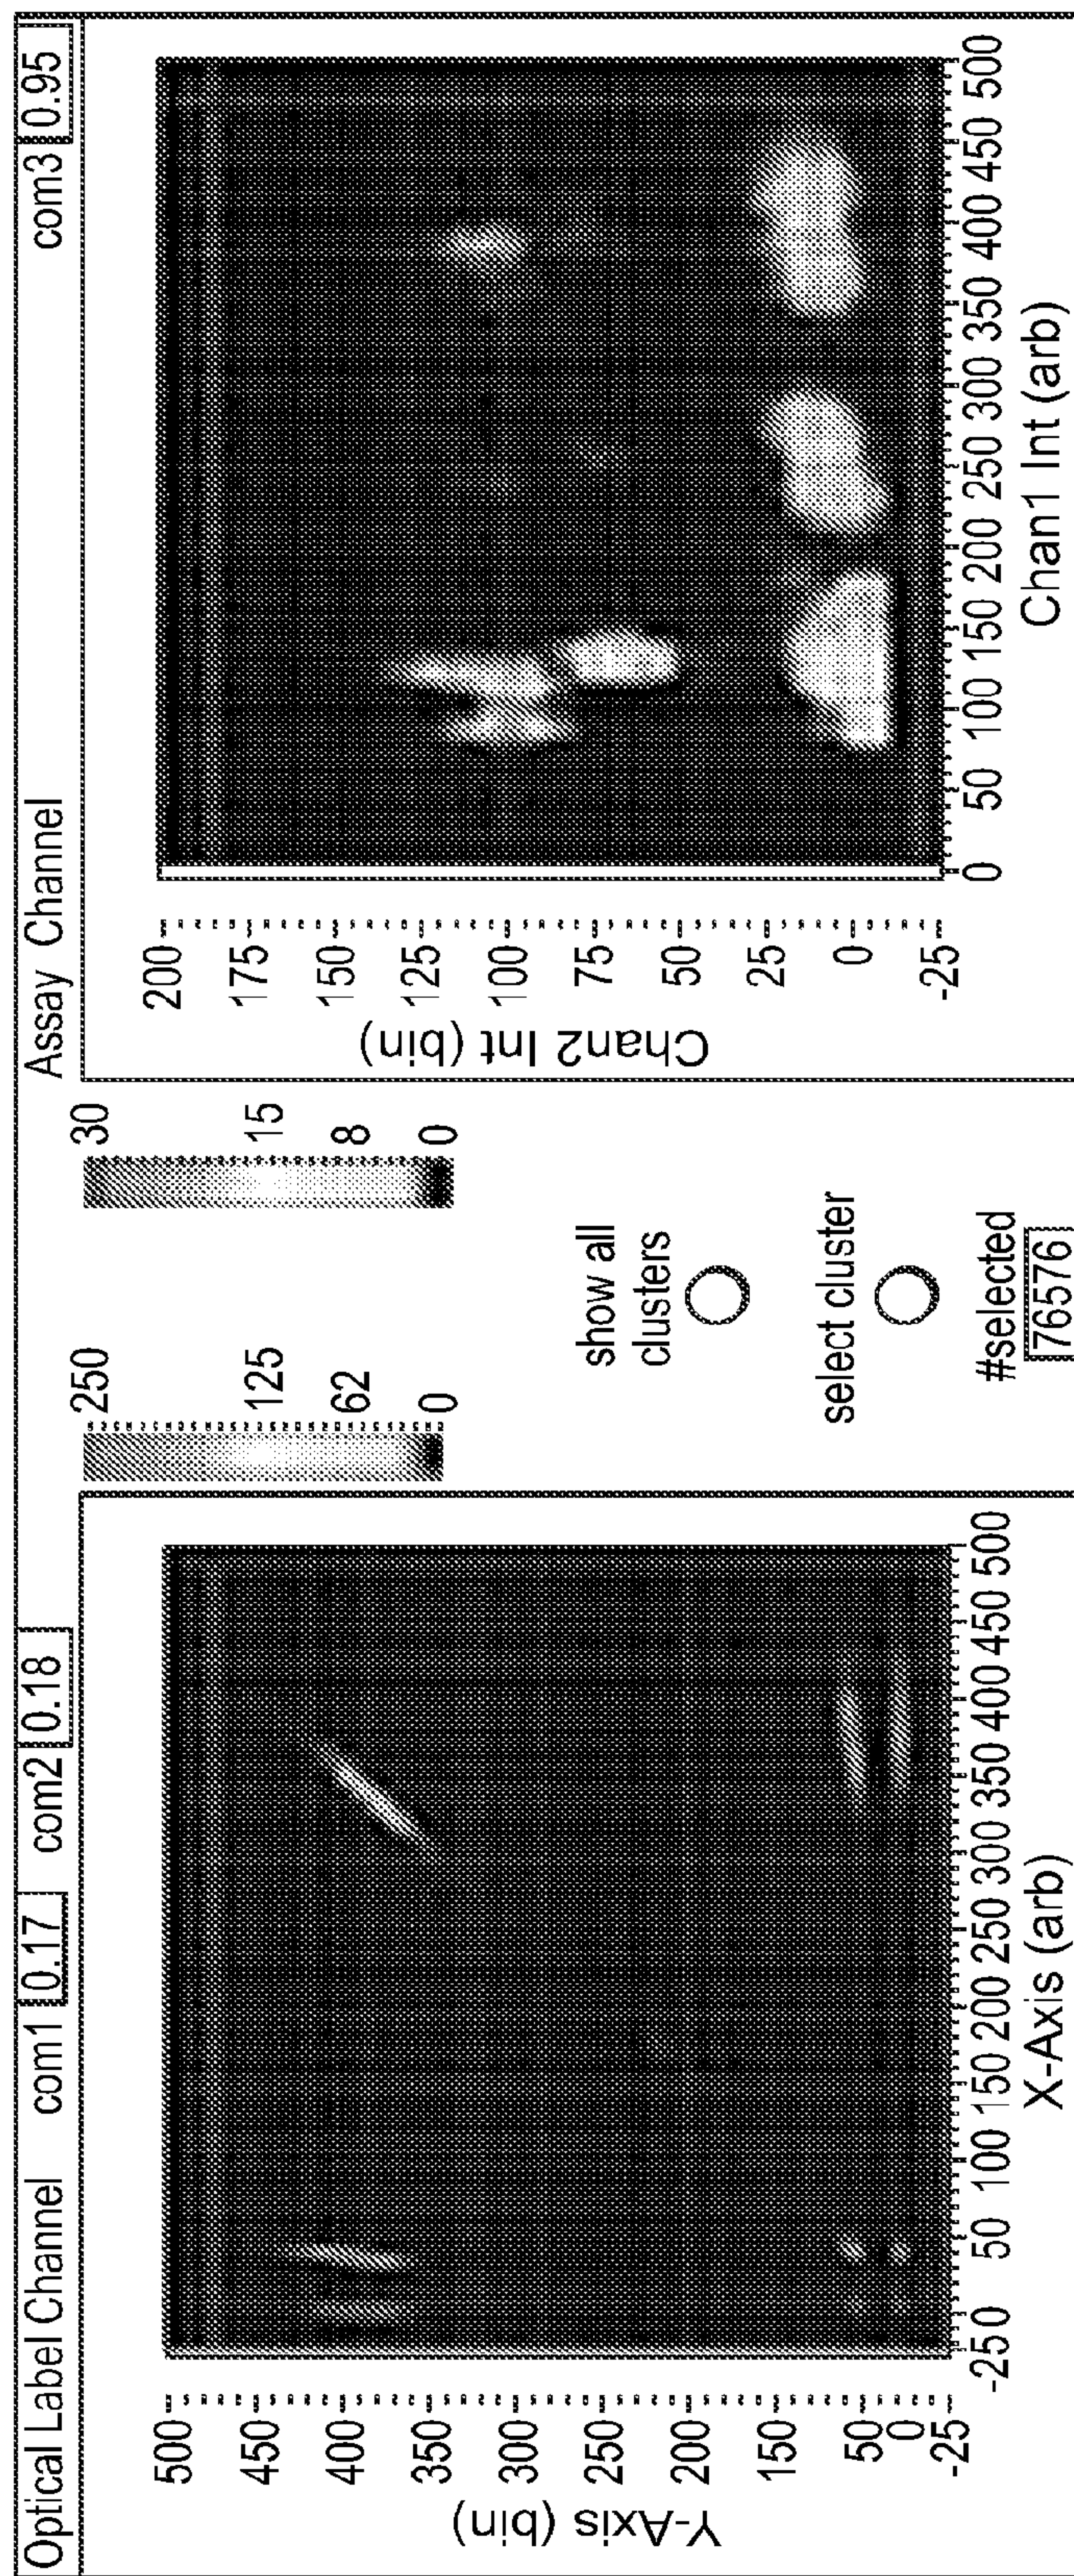 Optical Label Channel com1 0.17 com2 0.18
Assay Channel com3 0.95
Y-Axis (bin)
500
450
400
350
300
250
200
150
50
0
-25
-25 0 50 100 150 200 250 300 350 400 450 500
X-Axis (arb)
250
125
62
0
30
15
8
0
show all
clusters
select cluster
#selected
76576
Chan2 Int (bin)
200
175
150
125
100
75
50
25
0
-25
0 50 100 150 200 250 300 350 400 450 500
Chan1 Int (arb)